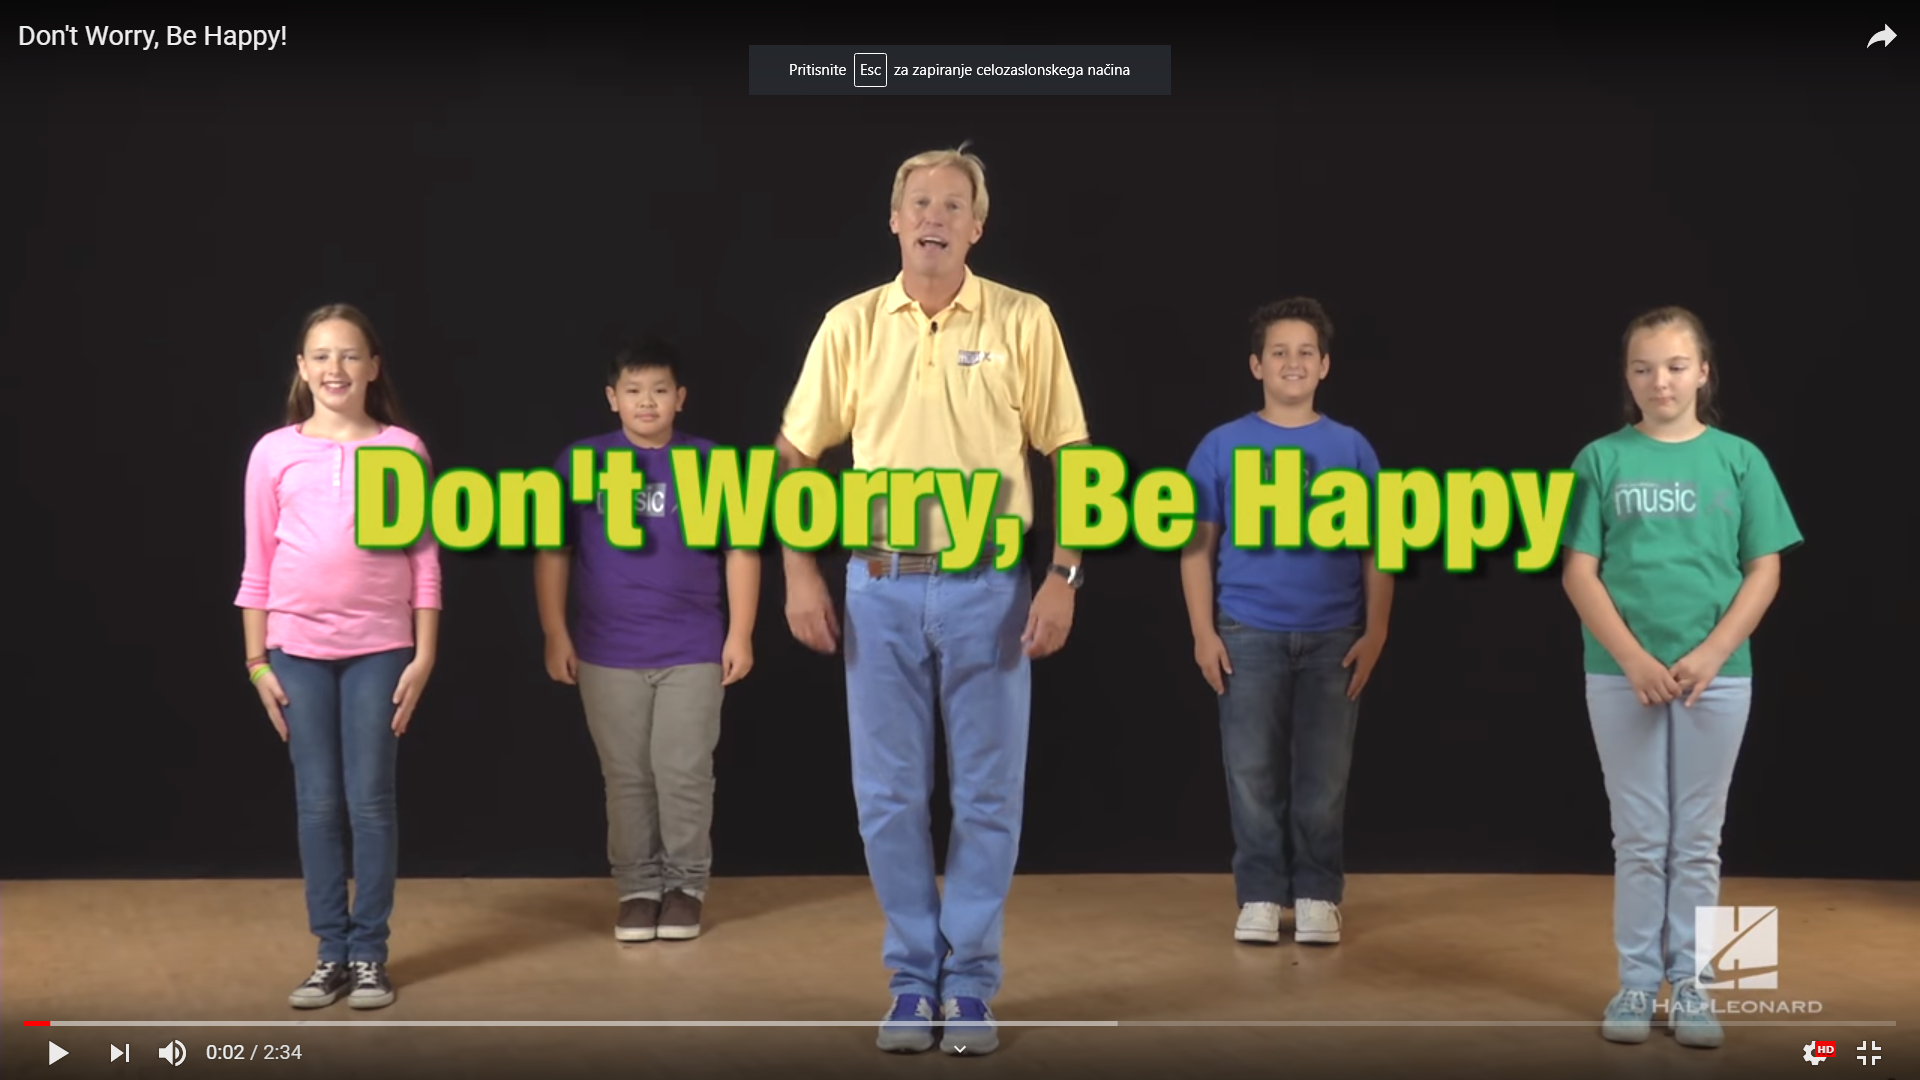 Don't Worry, Be Happy!
Pritisnite Esc za zapiranje celozaslonskega načina
music
Don't Worry, Be Happy
music
HAL•LEONARD
0:02 / 2:34
HD